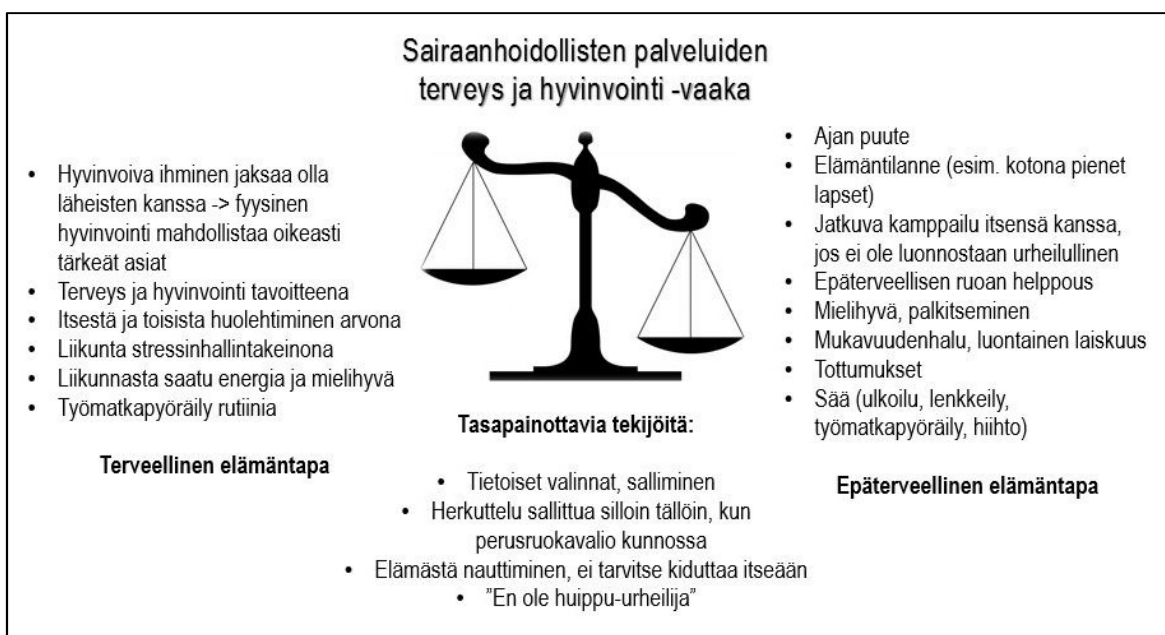 Sairaanhoidollisten palveluiden
terveys ja hyvinvointi -vaaka
• Hyvinvoiva ihminen jaksaa olla
läheisten kanssa -> fyysinen
hyvinvointi mahdollistaa oikeasti
tärkeät asiat
• Terveys ja hyvinvointi tavoitteena
• Itsestä ja toisista huolehtiminen arvona
• Liikunta stressinhallintakeinona
• Liikunnasta saatu energia ja mielihyvä
• Työmatkapyöräily rutiinia
Terveellinen elämäntapa
Tasapainottavia tekijöitä:
• Tietoiset valinnat, salliminen
• Herkuttelu sallittua silloin tällöin, kun
perusruokavalio kunnossa
• Elämästä nauttiminen, ei tarvitse kiduttaa itseään
• ”En ole huippu-urheilija”
• Ajan puute
• Elämäntilanne (esim. kotona pienet
lapset)
• Jatkuva kamppailu itsensä kanssa,
jos ei ole luonnostaan urheilullinen
• Epäterveellisen ruoan helppous
• Mielihyvä, palkitseminen
• Mukavuudenhalu, luontainen laiskuus
• Tottumukset
• Sää (ulkoilu, lenkkeily,
työmatkapyöräily, hiihto)
Epäterveellinen elämäntapa